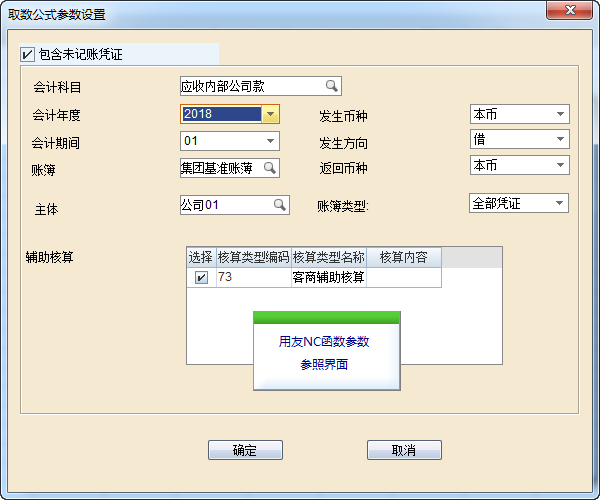 取数公式参数设置
包含未记账凭证
会计科目 应收内部公司款
会计年度 2018 发生币种 本币
会计期间 01 发生方向 借
账簿 集团基准账薄 返回币种 本币
主体 公司01 账簿类型: 全部凭证
辅助核算
选择 核算类型编码 核算类型名称 核算内容
73 客商辅助核算
用友NC函数参数
参照界面
确定 取消